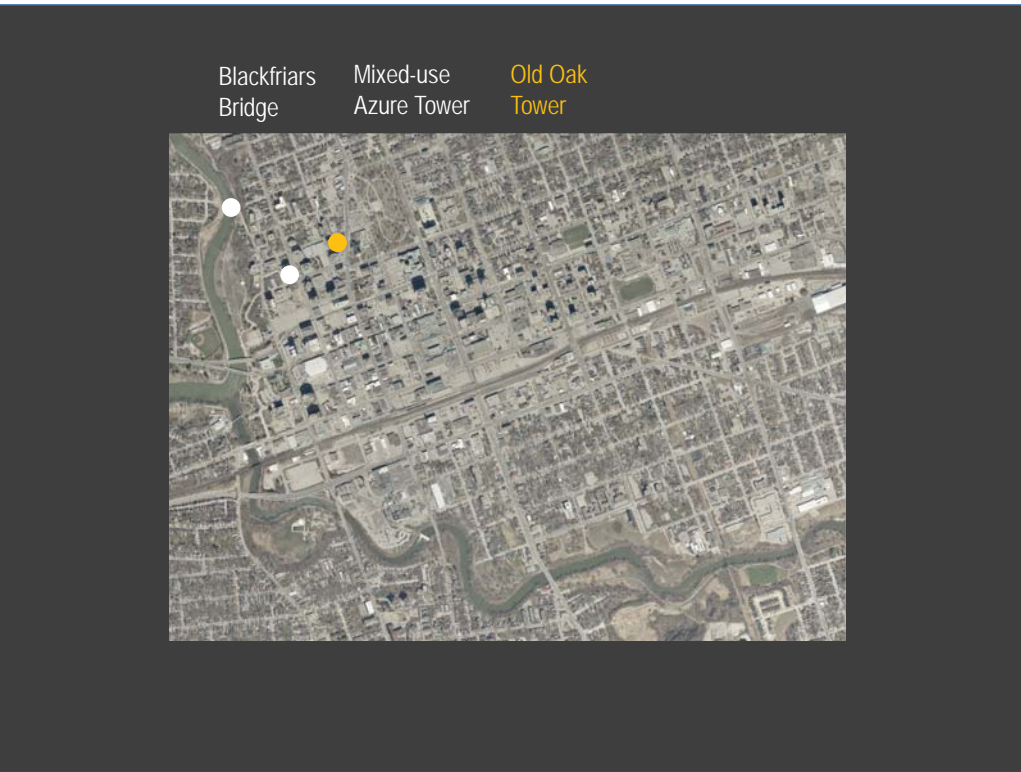 Blackfriars
Bridge
Mixed-use
Azure Tower
Old Oak
Tower